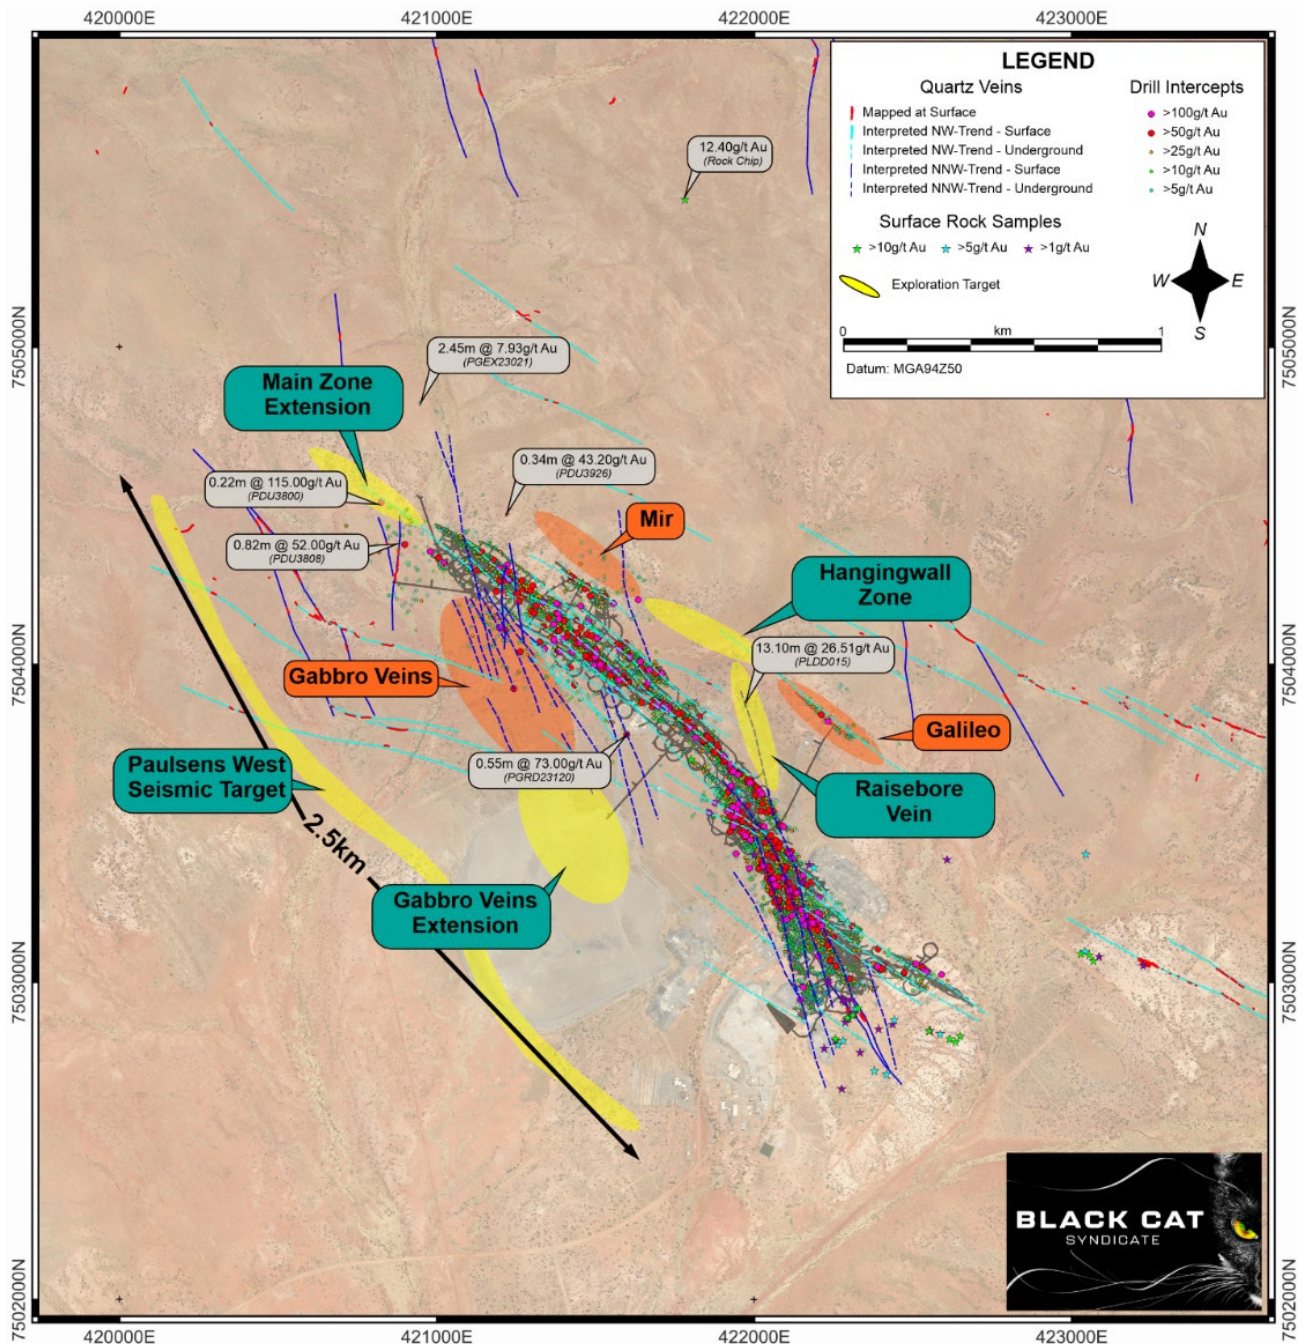 420000E
421000E
422000E
423000E
LEGEND
Quartz Veins
Mapped at Surface
Interpreted NW-Trend - Surface
Interpreted NW-Trend - Underground
Interpreted NNW-Trend - Surface
Interpreted NNW-Trend - Underground
Drill Intercepts
>100g/t Au
>50g/t Au
>25g/t Au
>10g/t Au
>5g/t Au
Surface Rock Samples
>10g/t Au
>5g/t Au
>1g/t Au
Exploration Target
N
W
E
S
0
km
1
Datum: MGA94Z50
12.40g/t Au
(Rock Chip)
7505000N
7505000N
2.45m @ 7.93g/t Au
(PGEX23021)
Main Zone
Extension
0.34m @ 43.20g/t Au
(PDU3926)
0.22m @ 115.00g/t Au
(PDU3800)
Mir
0.82m @ 52.00g/t Au
(PDU3808)
Hangingwall
Zone
13.10m @ 26.51g/t Au
(PLDD015)
7504000N
7504000N
Gabbro Veins
Galileo
0.55m @ 73.00g/t Au
(PGRD23120)
Paulsens West
Seismic Target
Raisebore
Vein
2.5km
Gabbro Veins
Extension
7503000N
7503000N
BLACK CAT
SYNDICATE
7502000N
7502000N
420000E
421000E
422000E
423000E